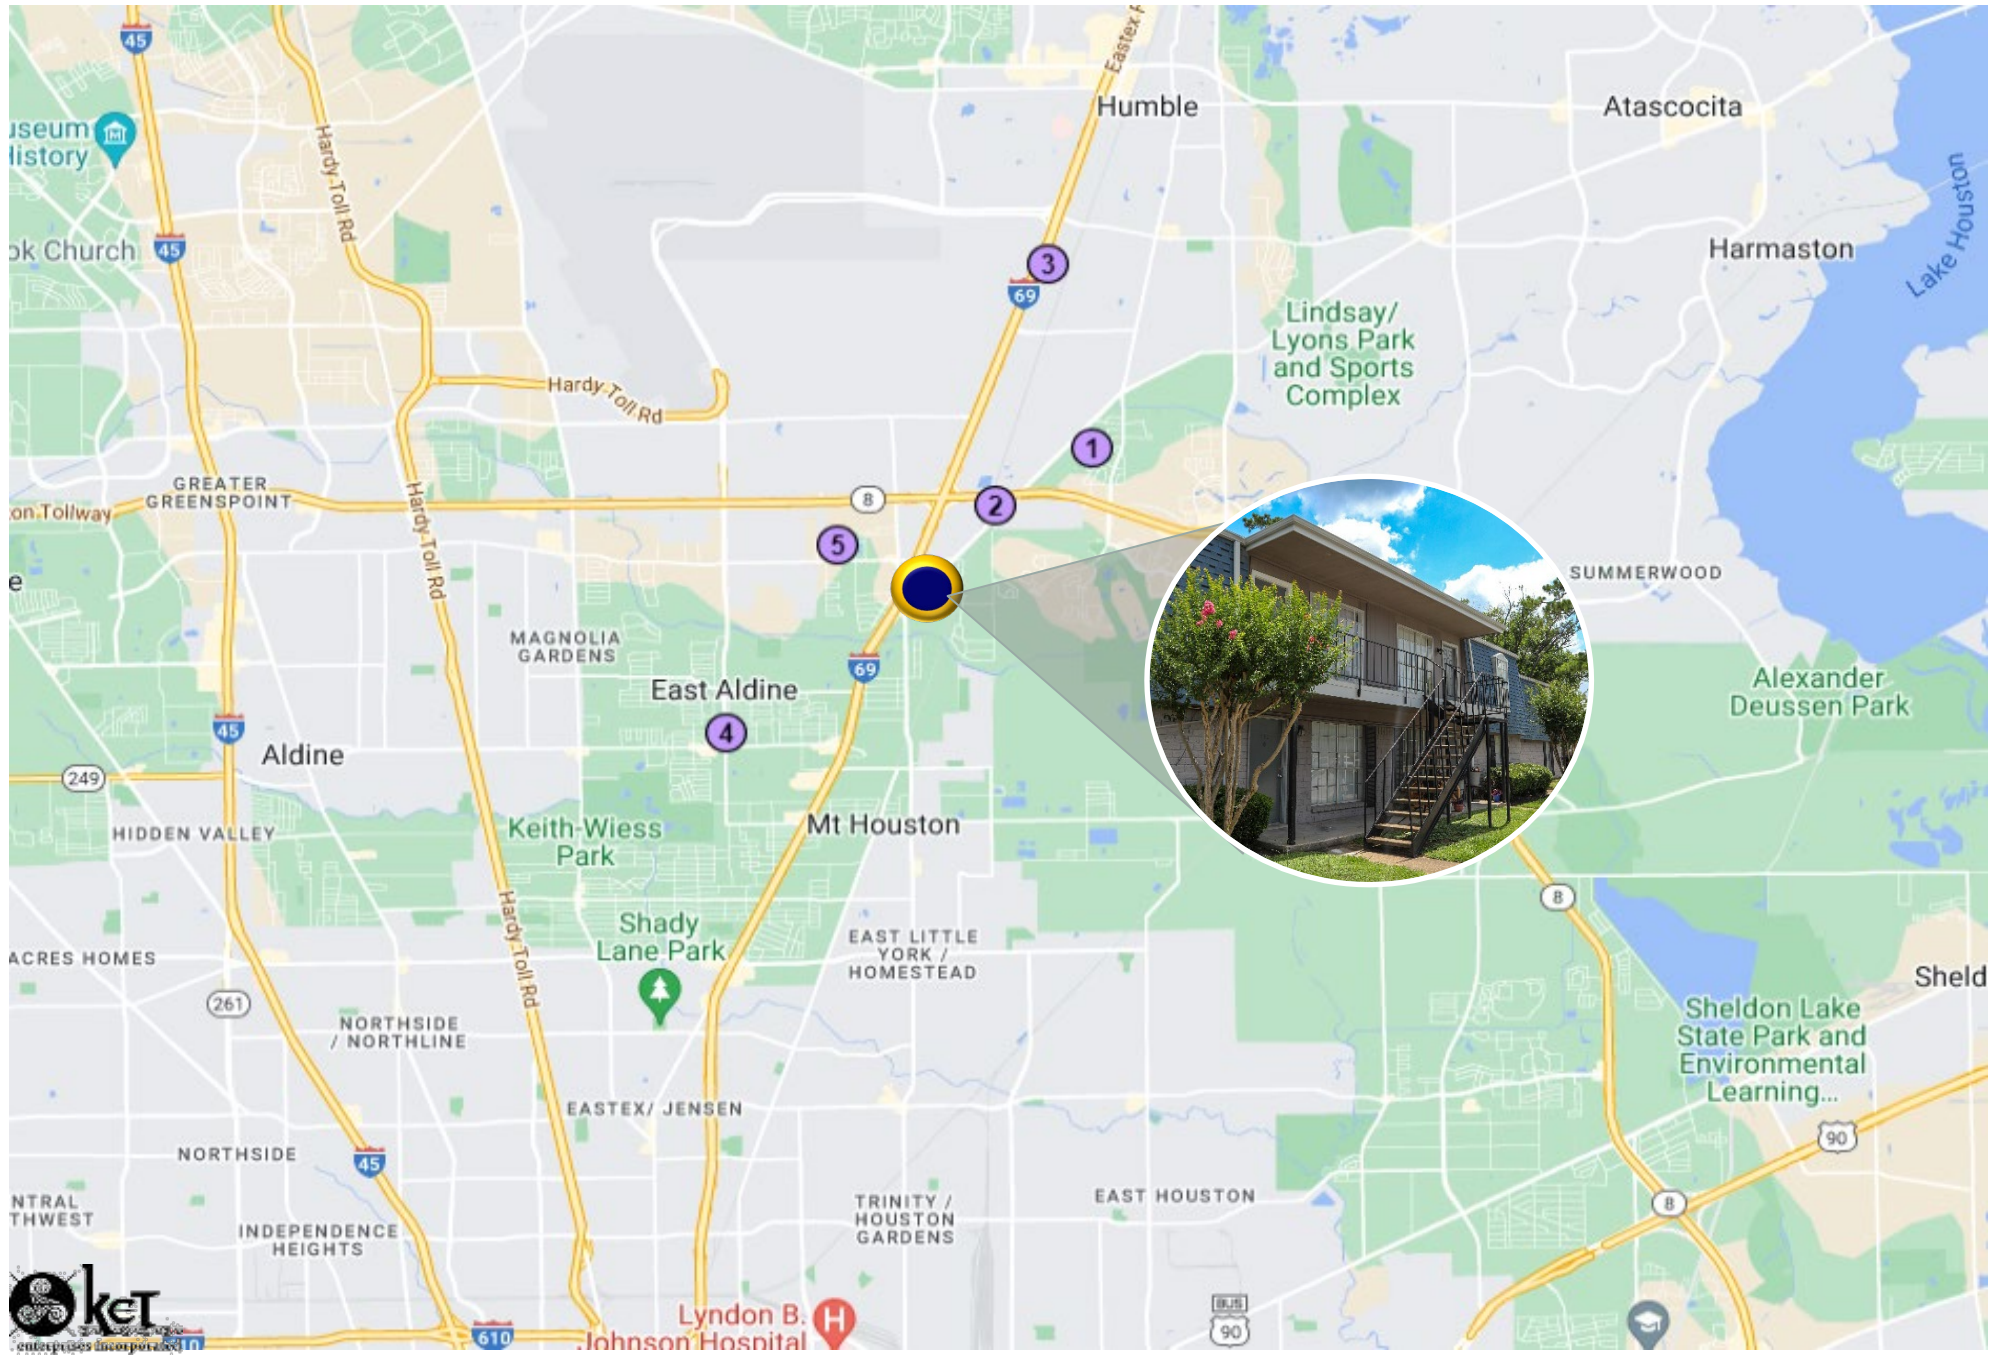 45
Eastex F
Humble
Atascocita
useum
History
Hardy Toll Rd
ok Church
45
Harmaston
Lake Houston
3
69
Lindsay/
Lyons Park
and Sports
Complex
Hardy Toll Rd
1
GREATER
GREENSPOINT
on Tollway
Hardy Toll Rd
8
2
5
SUMMERWOOD
e
MAGNOLIA
GARDENS
69
East Aldine
Alexander
Deussen Park
4
45
Aldine
249
HIDDEN VALLEY
Keith-Wiess
Park
Mt Houston
8
Hardy Toll Rd
Shady
Lane Park
EAST LITTLE
YORK /
HOMESTEAD
ACRES HOMES
Sheld
261
NORTHSIDE
/ NORTHLINE
Sheldon Lake
State Park and
Environmental
Learning...
EASTEX/ JENSEN
90
NORTHSIDE
45
NTRAL
THWEST
TRINITY /
HOUSTON
GARDENS
EAST HOUSTON
8
INDEPENDENCE
HEIGHTS
ket
enterprises incorporated
10
610
Lyndon B.
Johnson Hospital
H
BUS
90